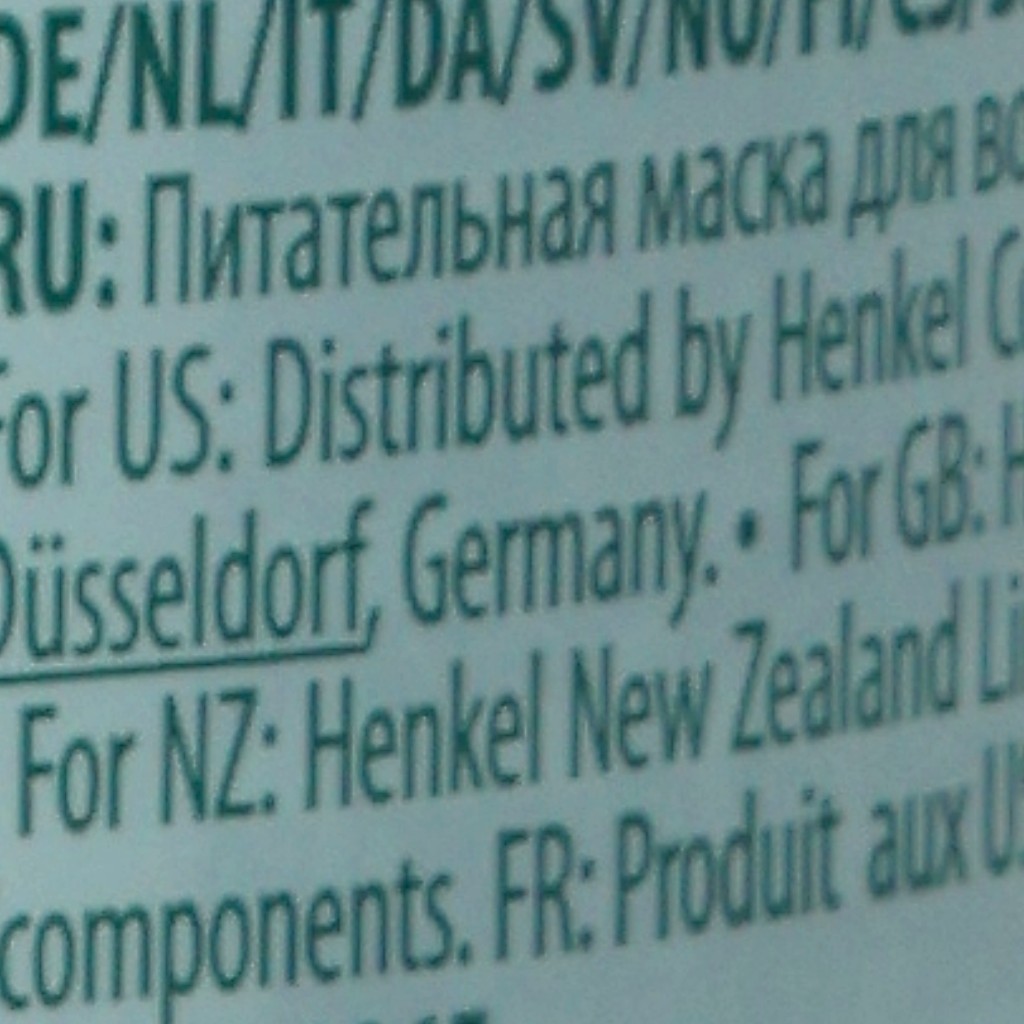 DE/NL/IT/DA/SV/NO/FI/CS/
RU: Питательная маска для
For US: Distributed by Henkel
Düsseldorf, Germany. • For GB:
For NZ: Henkel New Zealand
components. FR: Produit aux